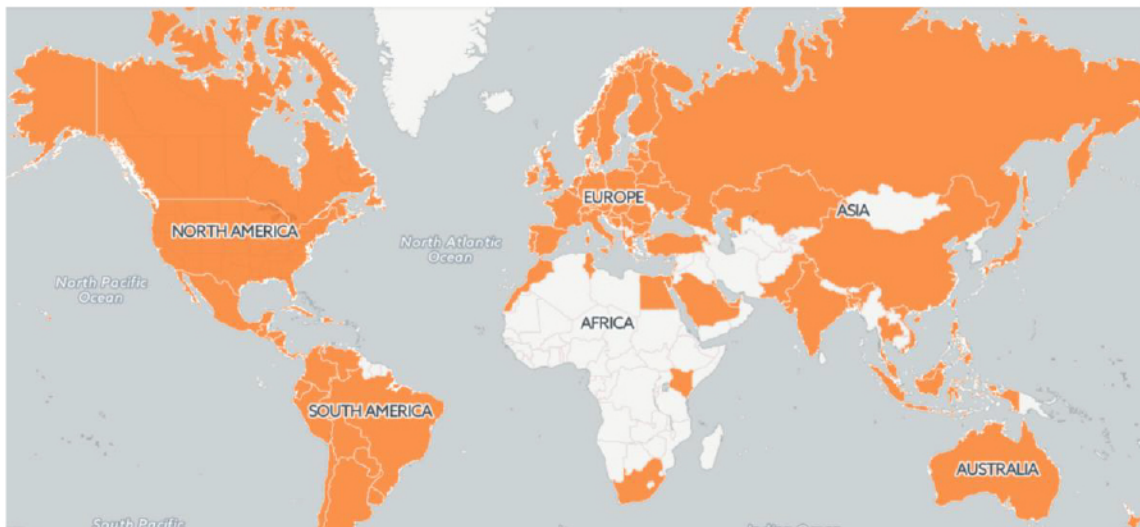 EUROPE
ASIA
NORTH AMERICA
North Atlantic
Ocean
North Pacific
Ocean
AFRICA
SOUTH AMERICA
AUSTRALIA
South Pacific